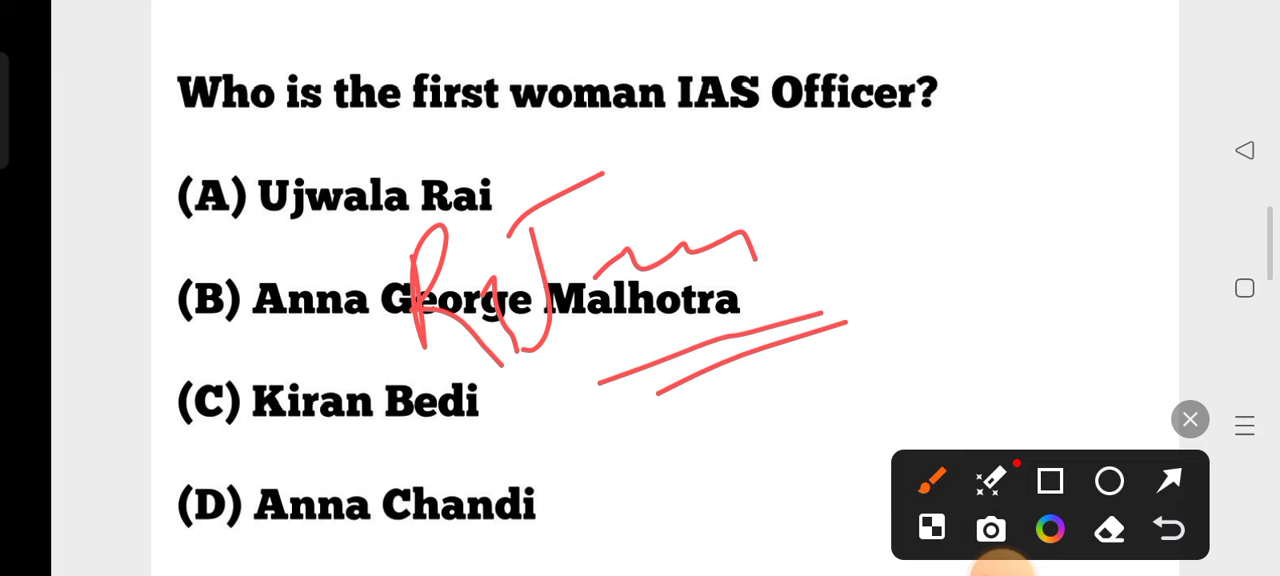 Who is the first woman IAS Officer?
(A) Ujwala Rai
(B) Anna George Malhotra
(C) Kiran Bedi
(D) Anna Chandi